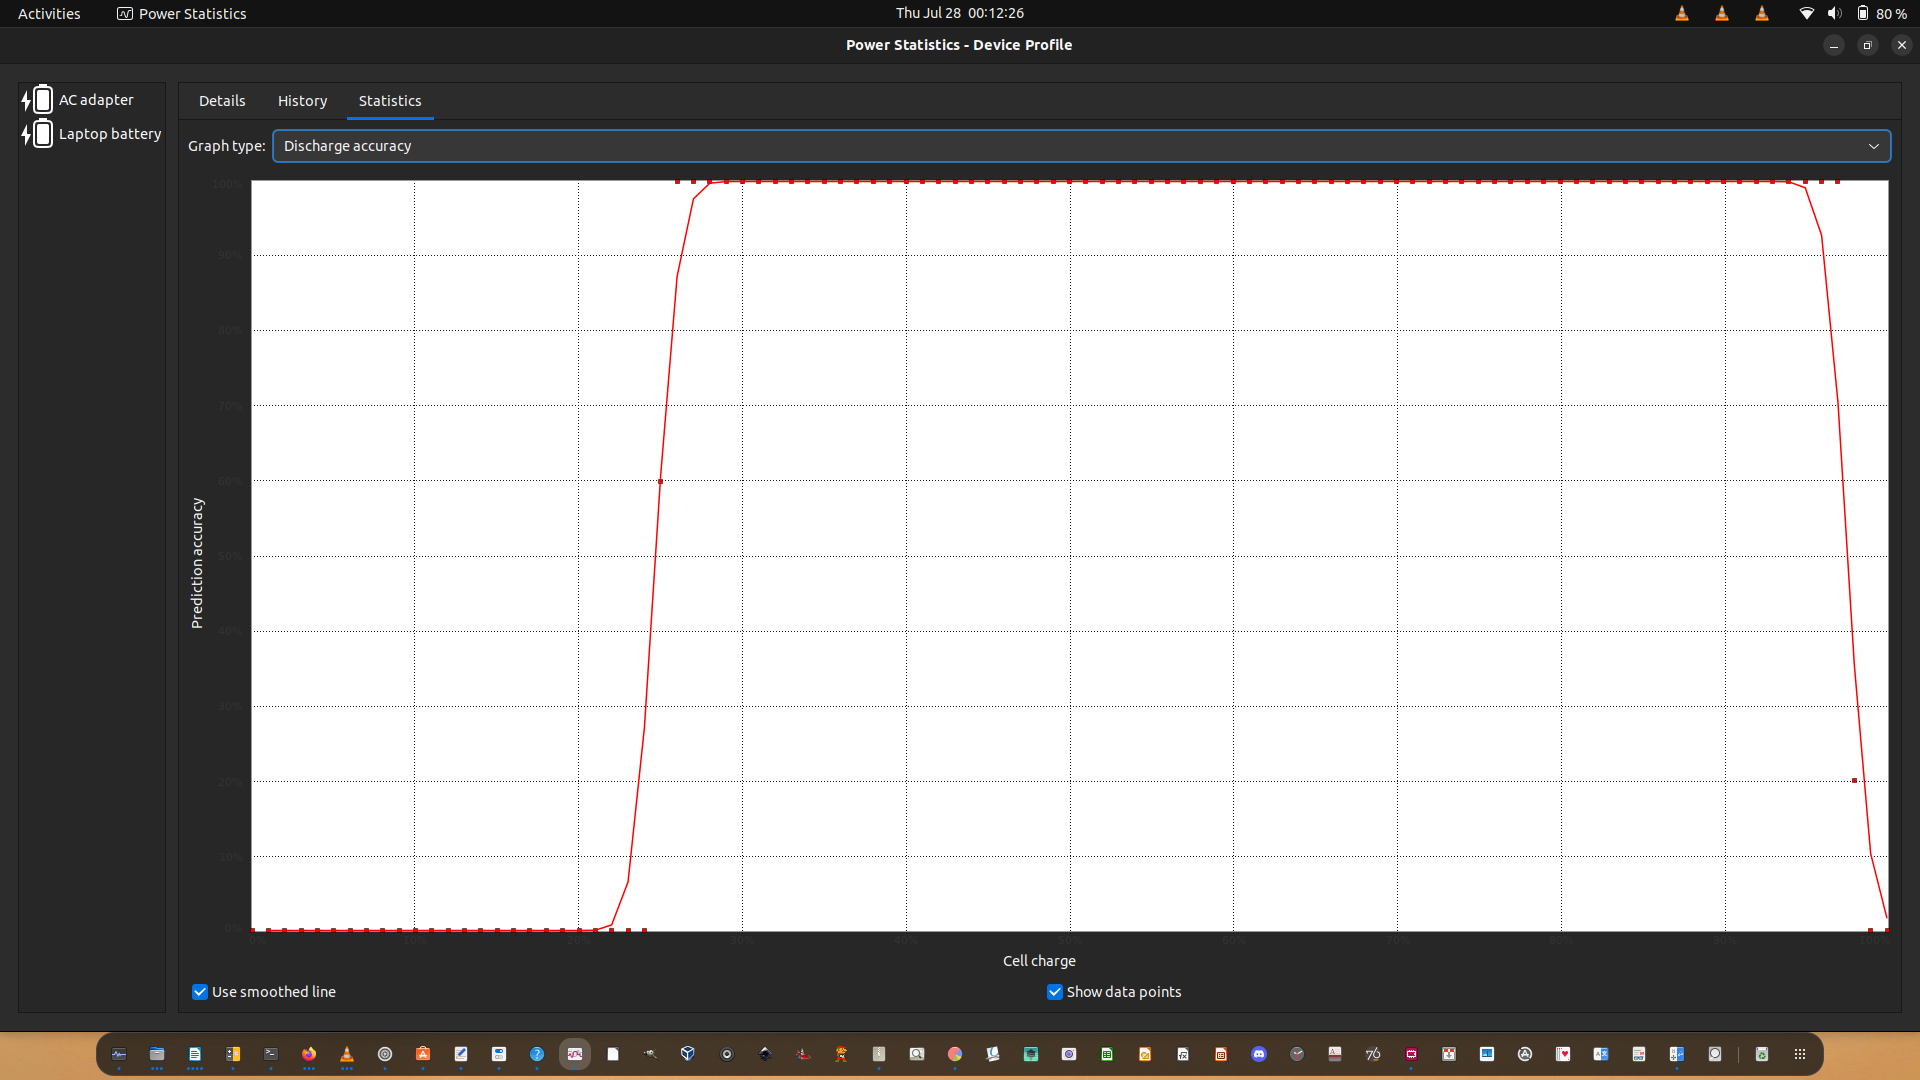 Activities
Power Statistics
Thu Jul 28 00:12:26
80 %
Power Statistics - Device Profile
AC adapter
Laptop battery
Details
History
Statistics
Graph type:
Discharge accuracy
100%
90%
80%
70%
60%
50%
40%
30%
20%
10%
0%
Prediction accuracy
0%
10%
20%
30%
40%
50%
60%
70%
80%
90%
100%
Cell charge
Use smoothed line
Show data points
76